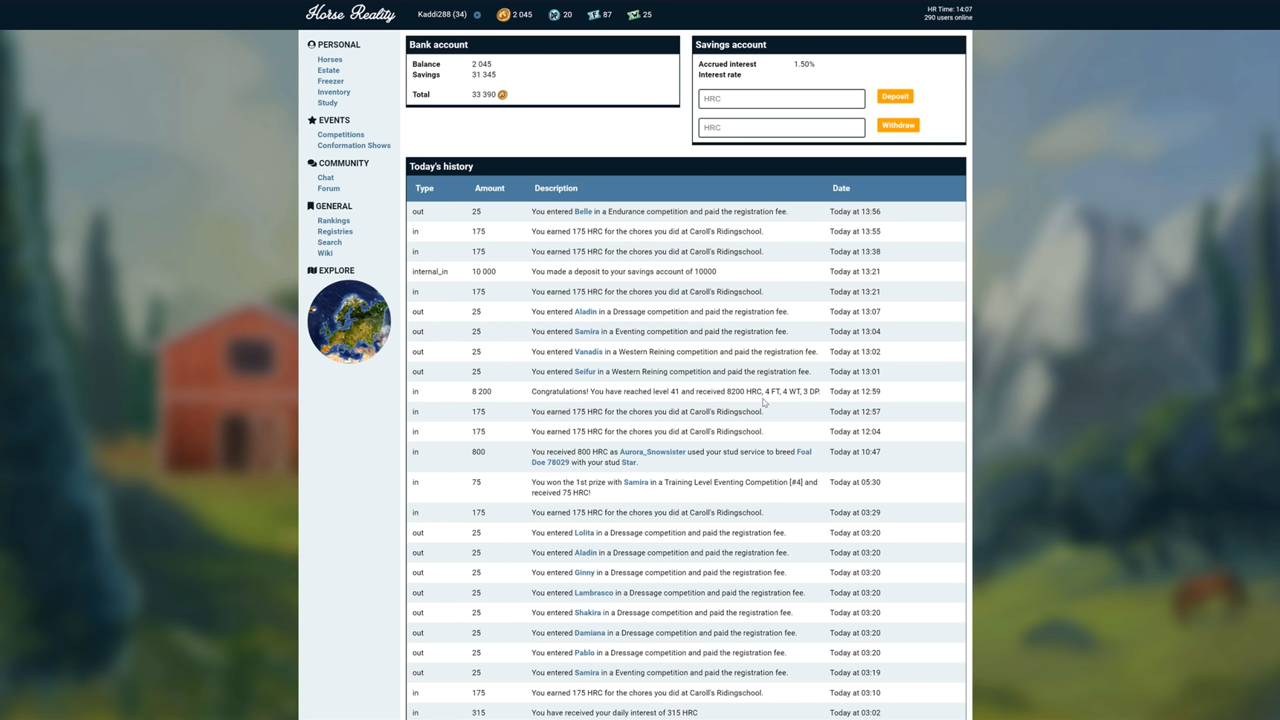 Horse Reality
Kaddi288 (34)
2 045
20
87
25
HR Time: 14:07
290 users online
PERSONAL
Horses
Estate
Freezer
Inventory
Study
EVENTS
Competitions
Conformation Shows
COMMUNITY
Chat
Forum
GENERAL
Rankings
Registries
Search
Wiki
EXPLORE
Bank account
Balance 2 045
Savings 31 345
Total 33 390
Savings account
Accrued interest 1.50%
Interest rate
HRC Deposit
HRC Withdraw
Today's history
Type Amount Description Date
out 25 You entered Belle in a Endurance competition and paid the registration fee. Today at 13:56
in 175 You earned 175 HRC for the chores you did at Caroll's Ridingschool. Today at 13:55
in 175 You earned 175 HRC for the chores you did at Caroll's Ridingschool. Today at 13:38
internal_in 10 000 You made a deposit to your savings account of 10000 Today at 13:21
in 175 You earned 175 HRC for the chores you did at Caroll's Ridingschool. Today at 13:21
out 25 You entered Aladin in a Dressage competition and paid the registration fee. Today at 13:07
out 25 You entered Samira in a Eventing competition and paid the registration fee. Today at 13:04
out 25 You entered Vanadis in a Western Reining competition and paid the registration fee. Today at 13:02
out 25 You entered Seifur in a Western Reining competition and paid the registration fee. Today at 13:01
in 8 200 Congratulations! You have reached level 41 and received 8200 HRC, 4 FT, 4 WT, 3 DP. Today at 12:59
in 175 You earned 175 HRC for the chores you did at Caroll's Ridingschool. Today at 12:57
in 175 You earned 175 HRC for the chores you did at Caroll's Ridingschool. Today at 12:04
in 800 You received 800 HRC as Aurora_Snowsister used your stud service to breed Foal Today at 10:47
Doe 78029 with your stud Star.
in 75 You won the 1st prize with Samira in a Training Level Eventing Competition [#4] and Today at 05:30
received 75 HRC!
in 175 You earned 175 HRC for the chores you did at Caroll's Ridingschool. Today at 03:29
out 25 You entered Lolita in a Dressage competition and paid the registration fee. Today at 03:20
out 25 You entered Aladin in a Dressage competition and paid the registration fee. Today at 03:20
out 25 You entered Ginny in a Dressage competition and paid the registration fee. Today at 03:20
out 25 You entered Lambrasco in a Dressage competition and paid the registration fee. Today at 03:20
out 25 You entered Shakira in a Dressage competition and paid the registration fee. Today at 03:20
out 25 You entered Damiana in a Dressage competition and paid the registration fee. Today at 03:20
out 25 You entered Pablo in a Dressage competition and paid the registration fee. Today at 03:20
out 25 You entered Samira in a Eventing competition and paid the registration fee. Today at 03:19
in 175 You earned 175 HRC for the chores you did at Caroll's Ridingschool. Today at 03:10
in 315 You have received your daily interest of 315 HRC Today at 03:02